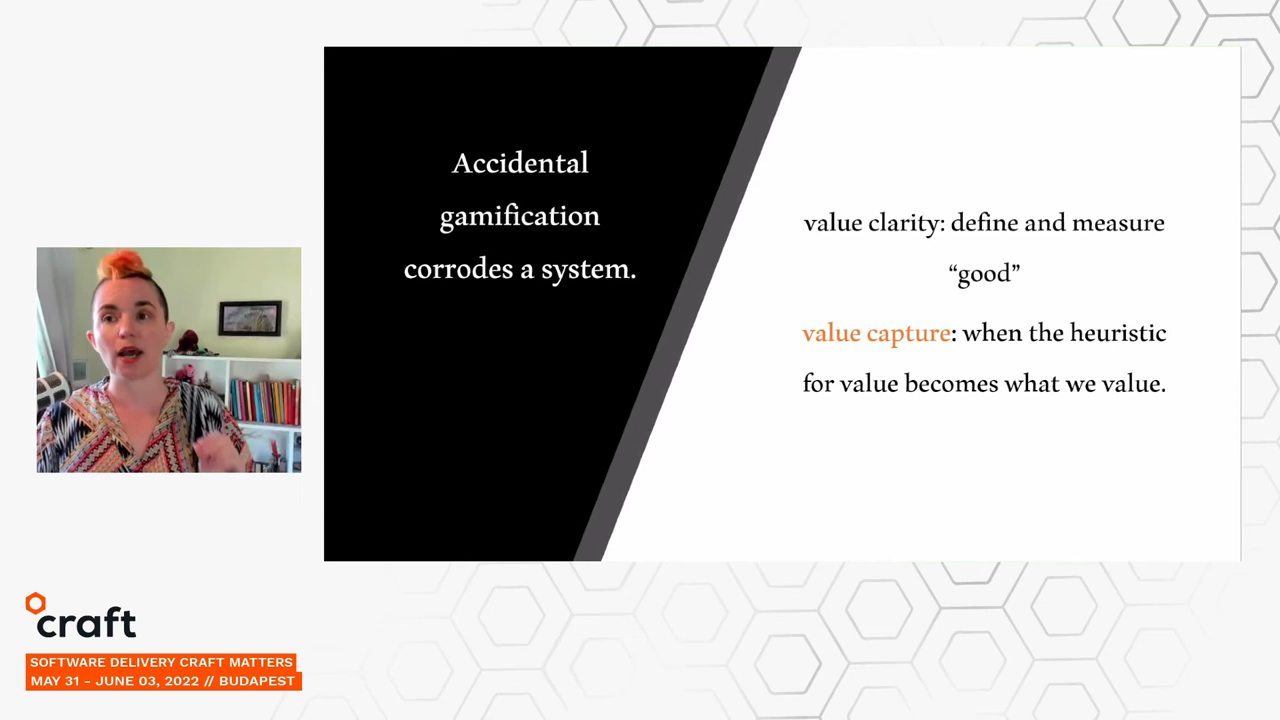 Accidental
gamification
corrodes a system.
value clarity: define and measure
“good”
value capture: when the heuristic
for value becomes what we value.
craft
SOFTWARE DELIVERY CRAFT MATTERS
MAY 31 - JUNE 03, 2022 // BUDAPEST